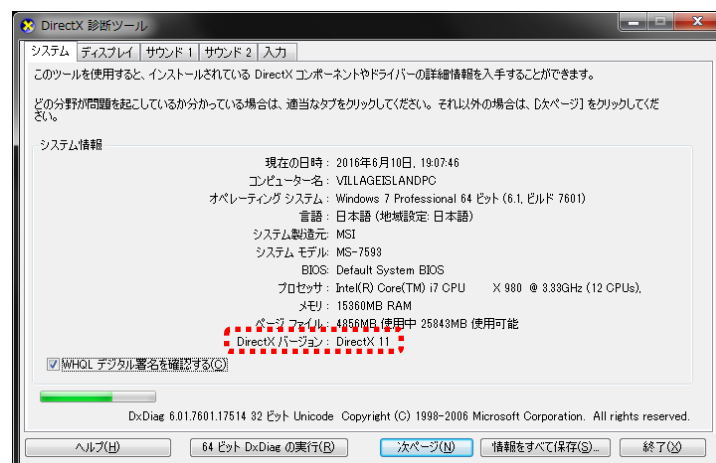 DirectX 診断ツール
システム ディスプレイ サウンド 1 サウンド 2 入力
このツールを使用すると、インストールされている DirectX コンポーネントやドライバーの詳細情報を入手することができます。
どの分野が問題を起こしているか分かっている場合は、適当なタブをクリックしてください。それ以外の場合は、[次ページ] をクリックしてくだ
さい。
システム情報
現在の日時: 2016年6月10日, 19:07:46
コンピューター名: VILLAGEISLANDPC
オペレーティング システム: Windows 7 Professional 64 ビット (6.1, ビルド 7601)
言語: 日本語 (地域設定: 日本語)
システム製造元: MSI
システム モデル: MS-7593
BIOS: Default System BIOS
プロセッサ: Intel(R) Core(TM) i7 CPU X 980 @ 3.33GHz (12 CPUs),
メモリ: 15360MB RAM
ページ ファイル: 4856MB 使用中 25843MB 使用可能
DirectX バージョン: DirectX 11
WHQL デジタル署名を確認する(C)
DxDiag 6.01.7601.17514 32 ビット Unicode Copyright (C) 1998-2006 Microsoft Corporation. All rights reserved.
ヘルプ(H) 64 ビット DxDiag の実行(R) 次ページ(N) 情報をすべて保存(S)... 終了(X)